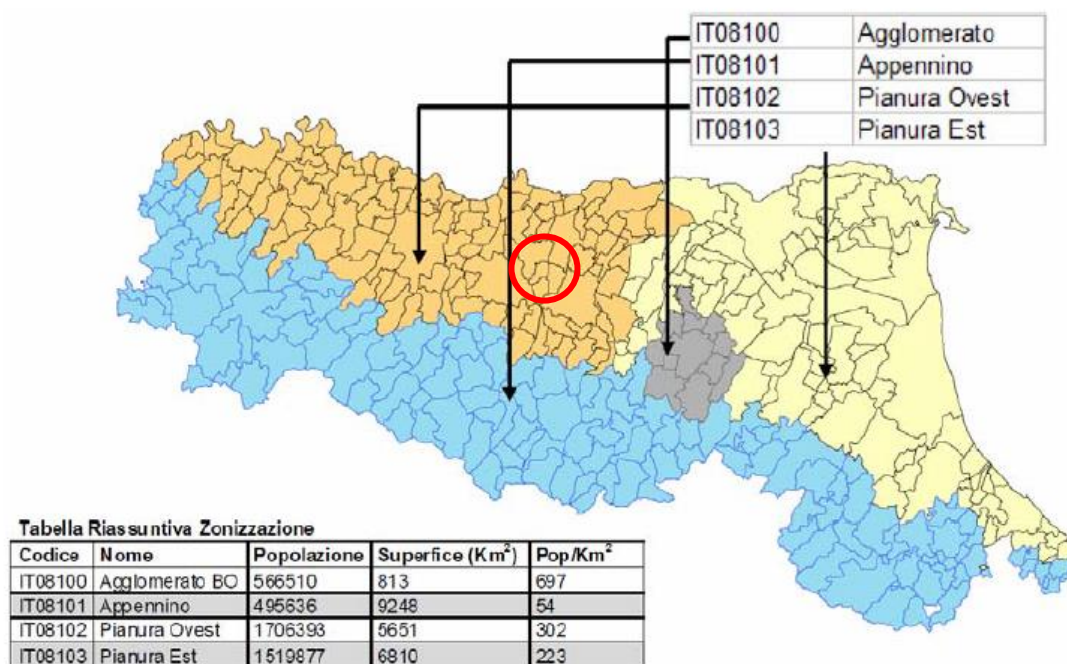 IT08100 Agglomerato
IT08101 Appennino
IT08102 Pianura Ovest
IT08103 Pianura Est
Tabella Riassuntiva Zonizzazione
Codice Nome Popolazione Superfice (Km²) Pop/Km²
IT08100 Agglomerato BO 566510 813 697
IT08101 Appennino 495636 9248 54
IT08102 Pianura Ovest 1706393 5651 302
IT08103 Pianura Est 1519877 6810 223